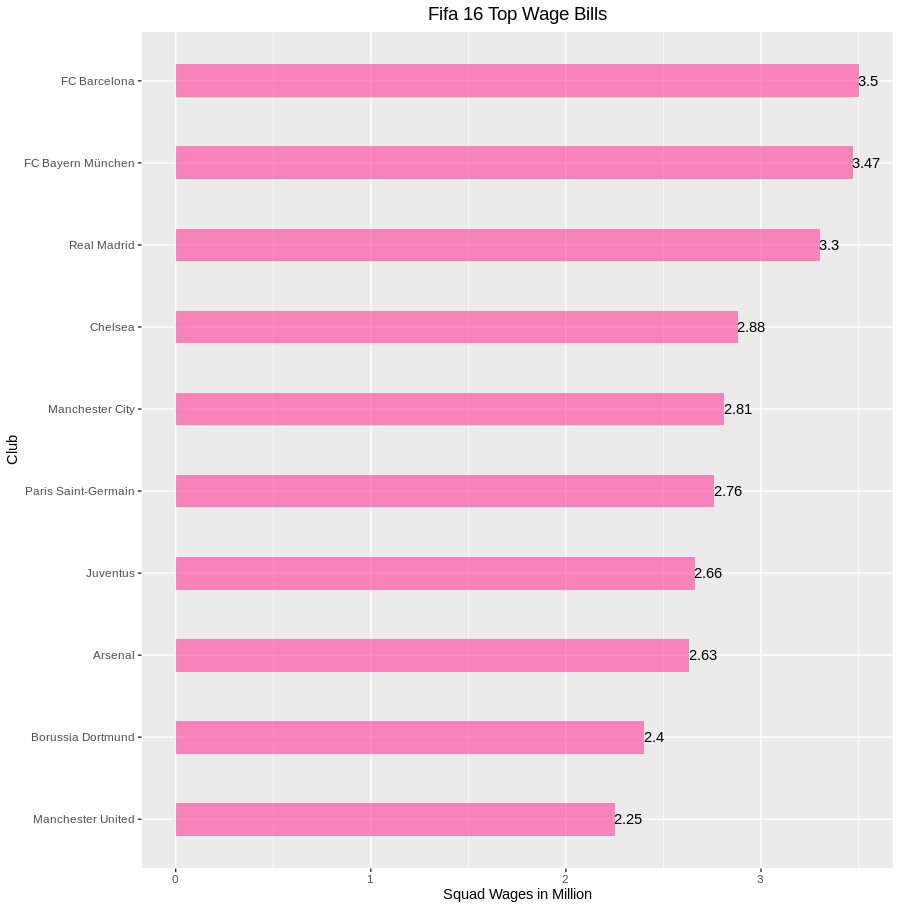 Fifa 16 Top Wage Bills
FC Barcelona 3.5
FC Bayern München 3.47
Real Madrid 3.3
Chelsea 2.88
Manchester City 2.81
Club
Paris Saint-Germain 2.76
Juventus 2.66
Arsenal 2.63
Borussia Dortmund 2.4
Manchester United 2.25
0 1 2 3
Squad Wages in Million